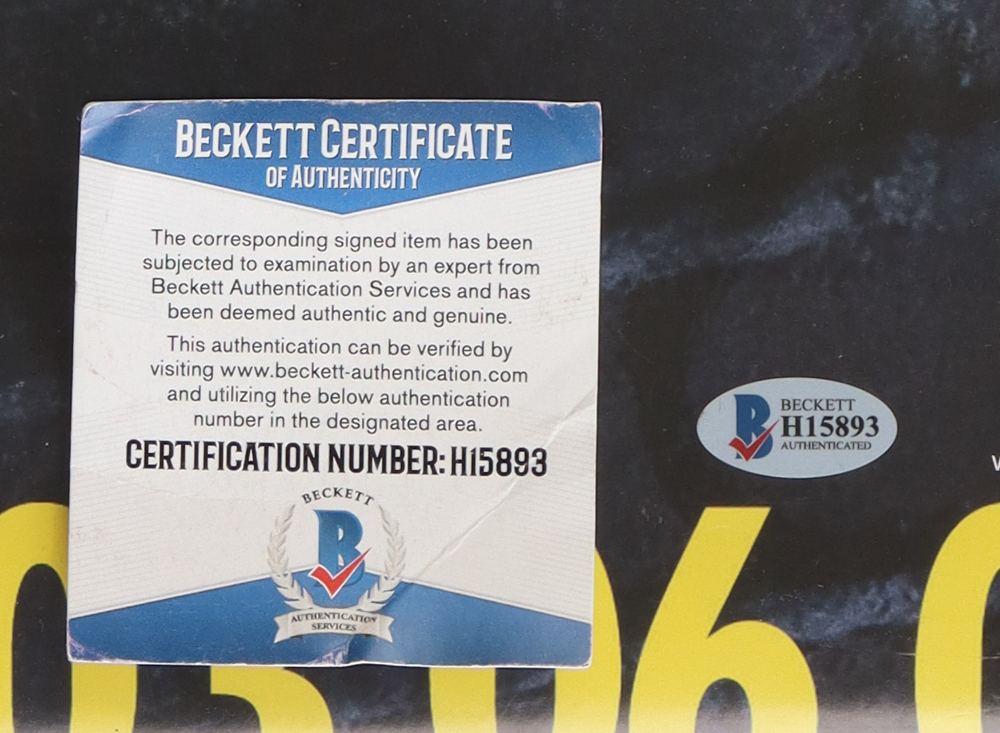 BECKETT CERTIFICATE
OF AUTHENTICITY
The corresponding signed item has been
subjected to examination by an expert from
Beckett Authentication Services and has
been deemed authentic and genuine.
This authentication can be verified by
visiting www.beckett-authentication.com
and utilizing the below authentication
number in the designated area.
CERTIFICATION NUMBER: H15893
BECKETT
B
AUTHENTICATION
SERVICES
B
BECKETT
H15893
AUTHENTICATED